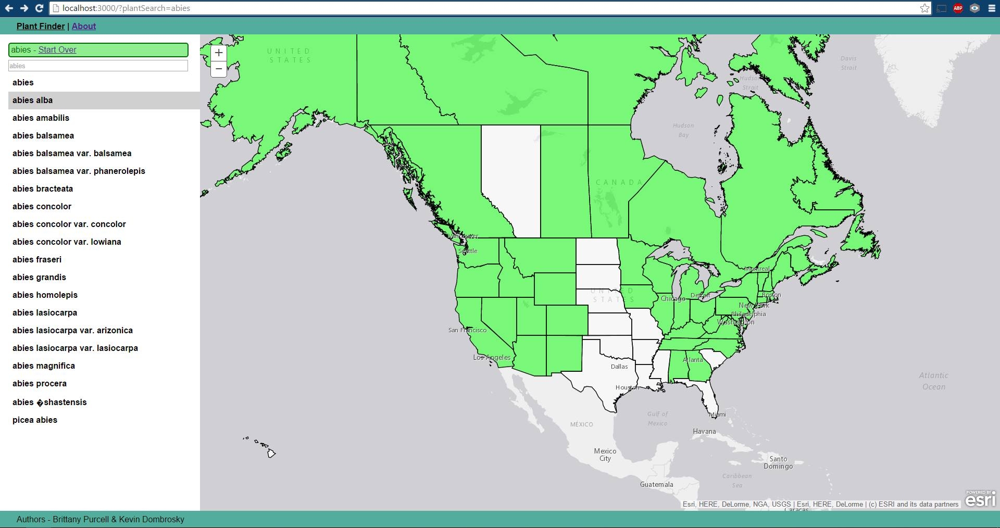 localhost:3000/?plantSearch=abies
ABP
Plant Finder | About
abies - Start Over
abies
abies
abies alba
abies amabilis
abies balsamea
abies balsamea var. balsamea
abies balsamea var. phanerolepis
abies bracteata
abies concolor
abies concolor var. concolor
abies concolor var. lowiana
abies fraseri
abies grandis
abies homolepis
abies lasiocarpa
abies lasiocarpa var. arizonica
abies lasiocarpa var. lasiocarpa
abies magnifica
abies procera
abies �shastensis
picea abies
+
−
UNITED
STATES
Davis
Strait
Hudson
Strait
Hudson
Bay
CANADA
Vancouver
Seattle
Montreal
UNITED
STATES
Chicago
Detroit
Boston
New York
Philadelphia
Washington
San Francisco
Los Angeles
Atlanta
Dallas
Houston
Atlantic
Ocean
Gulf of
Mexico
Miami
MÉXICO
Havana
Mexico
City
Santo
Domingo
Caribbean
Sea
Guatemala
Caracas
POWERED BY
esri
Esri, HERE, DeLorme, NGA, USGS | Esri, HERE, DeLorme | (c) ESRI and its data partners
Authors - Brittany Purcell & Kevin Dombrosky